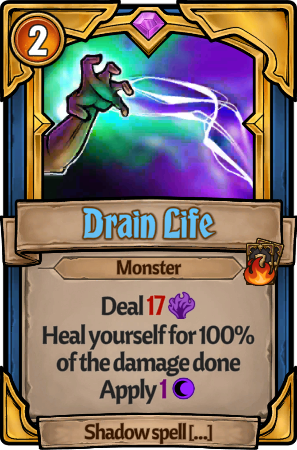 2
Drain Life
Monster
Deal 17
Heal yourself for 100%
of the damage done
Apply 1
Shadow spell [...]